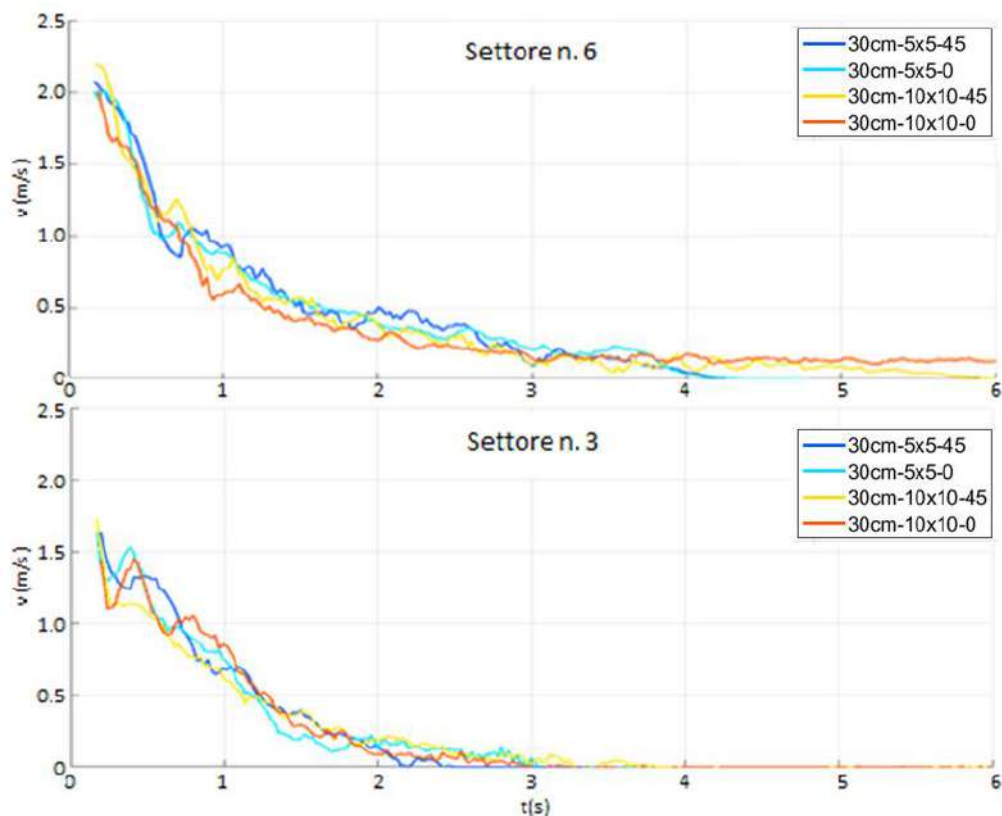 2.5
Settore n. 6
30cm-5x5-45
30cm-5x5-0
30cm-10x10-45
30cm-10x10-0
2.0
1.5
v (m/s)
1.0
0.5
0
0 1 2 3 4 5 6
2.5
Settore n. 3
30cm-5x5-45
30cm-5x5-0
30cm-10x10-45
30cm-10x10-0
2.0
1.5
v (m/s)
1.0
0.5
0
0 1 2 3 4 5 6
t(s)